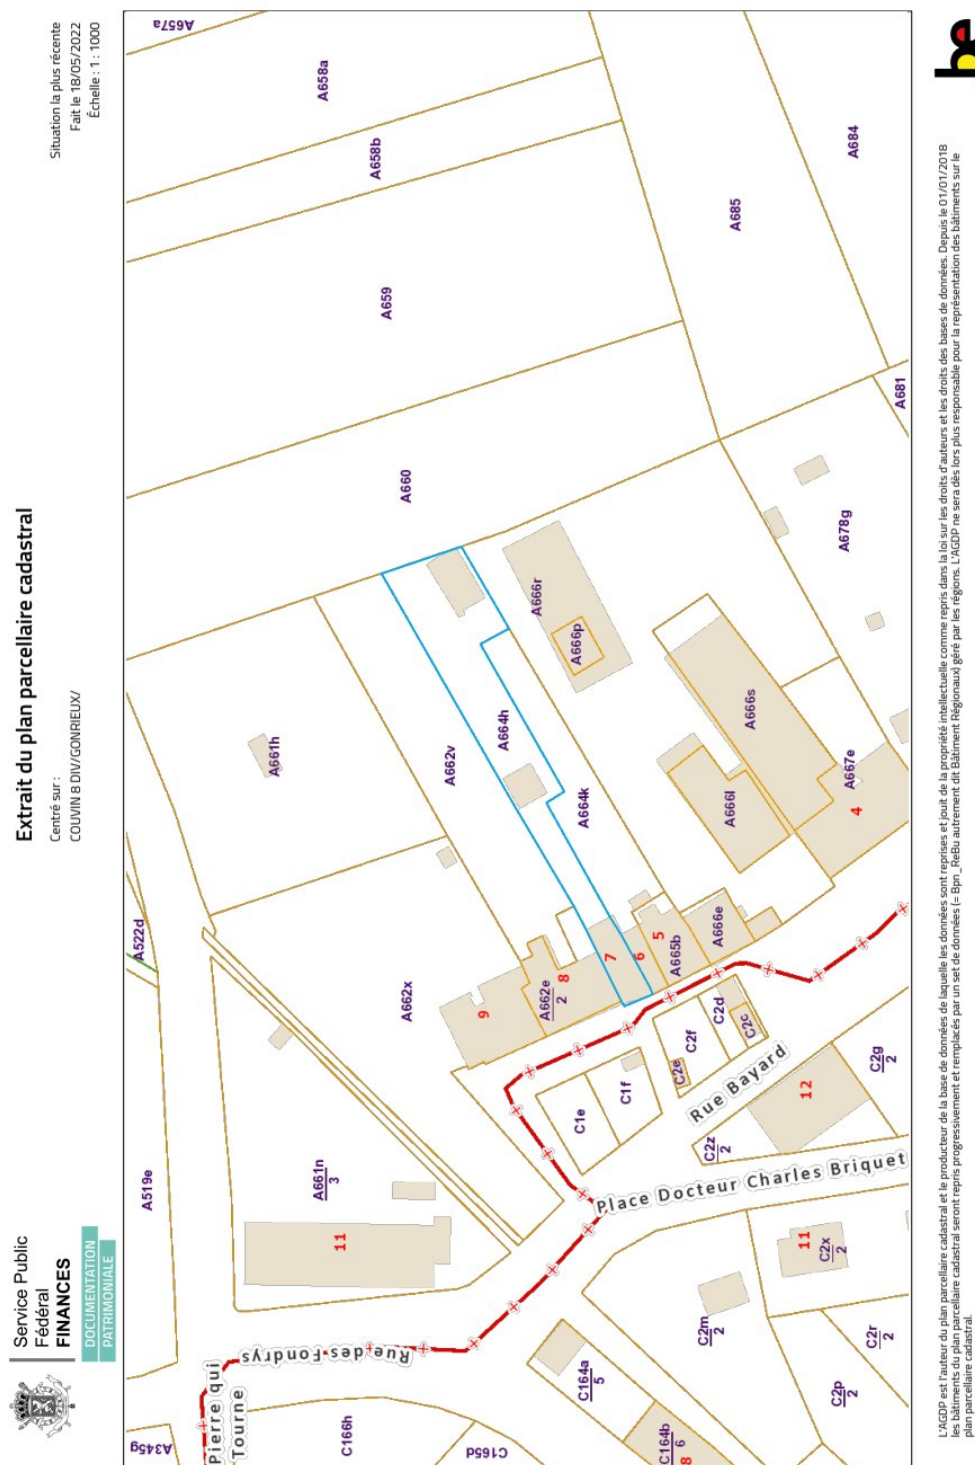 Service Public
Fédéral
FINANCES
DOCUMENTATION
PATRIMONIALE
Extrait du plan parcellaire cadastral
Centré sur :
COUVIN 8 DIV/GONRIEUX/
Situation la plus récente
Fait le 18/05/2022
Échelle : 1 : 1000
.be
A657a
A658a
A658b
A659
A684
A685
A681
A660
A678g
A661h
A662v
A664h
A664k
A666r
A666p
A666s
A666l
A667e
4
A522d
A662x
A662e
2
9
8
7
6
5
A665b
A666e
A519e
A661n
3
11
C1e
C1f
C2f
C2e
C2d
C2c
Rue Bayard
C2z
2
12
C2g
2
Place Docteur Charles Briquet
11
C2x
2
C2m
2
C2r
2
C2p
2
C164a
5
C164b
6
8
Rue des Fondrys
Pierre qui
Tourne
A345g
C166h
C165d
L'AGDP est l'auteur du plan parcellaire cadastral et le producteur de la base de données de laquelle les données sont reprises et jouit de la propriété intellectuelle comme repris dans la loi sur les droits d'auteurs et les droits des bases de données. Depuis le 01/01/2018
les bâtiments du plan parcellaire cadastral seront repris progressivement et remplacés par un set de données (= Bpn_ReBu autrement dit Bâtiment Régionaux) géré par les régions. L'AGDP ne sera dès lors plus responsable pour la représentation des bâtiments sur le
plan parcellaire cadastral.